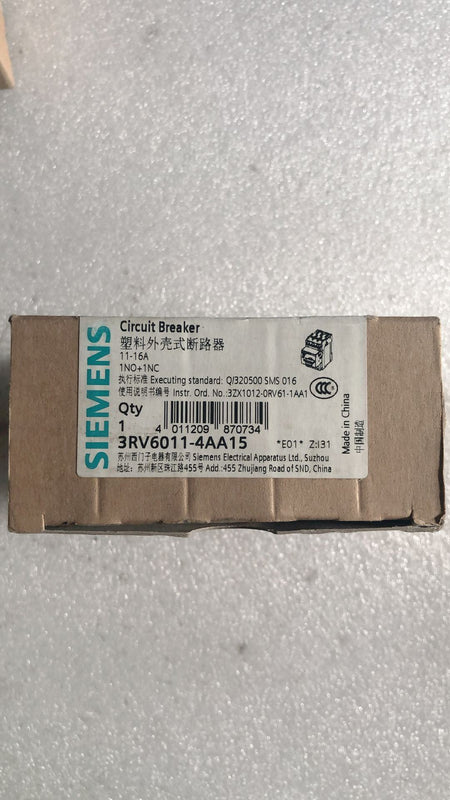 SIEMENS
Circuit Breaker
塑料外壳式断路器
11-16A
1NO+1NC
执行标准 Executing standard: Q/320500 SMS 016
使用说明书编号 Instr. Ord. No.:3ZX1012-0RV61-1AA1
Qty
1
4 011209 870734
3RV6011-4AA15
*E01* Z:I31
苏州西门子电器有限公司 Siemens Electrical Apparatus Ltd., Suzhou
地址: 苏州新区珠江路455号 Add.:455 Zhujiang Road of SND, China
CCC
Made in China
中国制造